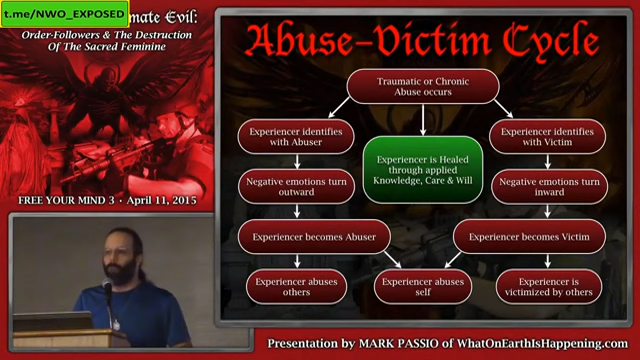 t.me/NWO_EXPOSED
mate Evil:
Order-Followers & The Destruction
Of The Sacred Feminine
FREE YOUR MIND 3 · April 11, 2015
Abuse-Victim Cycle
Traumatic or Chronic
Abuse occurs
Experiencer identifies
with Abuser
Experiencer is Healed
through applied
Knowledge, Care & Will
Experiencer identifies
with Victim
Negative emotions turn
outward
Negative emotions turn
inward
Experiencer becomes Abuser
Experiencer becomes Victim
Experiencer abuses
others
Experiencer abuses
self
Experiencer is
victimized by others
Presentation by MARK PASSIO of WhatOnEarthIsHappening.com